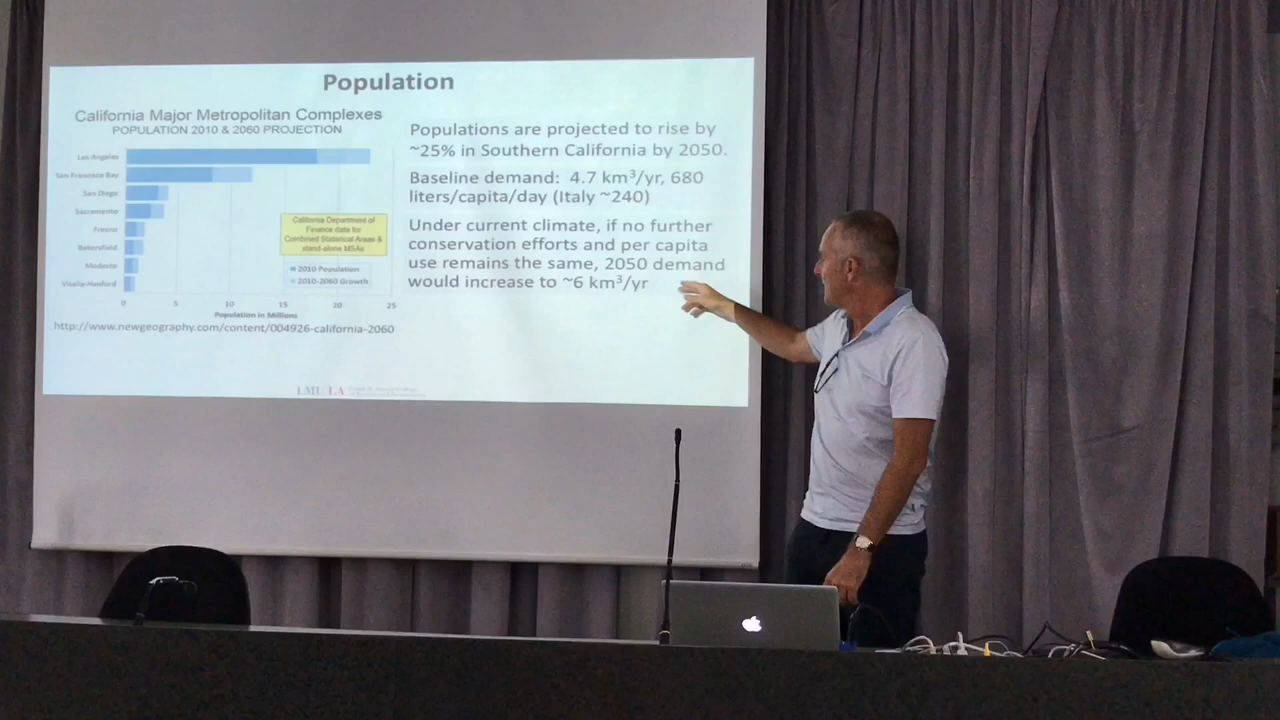 Population
California Major Metropolitan Complexes
POPULATION 2010 & 2060 PROJECTION
Los Angeles
San Francisco Bay
San Diego
Sacramento
Fresno
Bakersfield
Modesto
Visalia-Hanford
California Department of
Finance data for
Combined Statistical Areas &
stand-alone MSAs
2010 Population
2010-2060 Growth
0 5 10 15 20 25
Population in Millions
http://www.newgeography.com/content/004926-california-2060
Populations are projected to rise by
~25% in Southern California by 2050.
Baseline demand: 4.7 km³/yr, 680
liters/capita/day (Italy ~240)
Under current climate, if no further
conservation efforts and per capita
use remains the same, 2050 demand
would increase to ~6 km³/yr
LMU LA